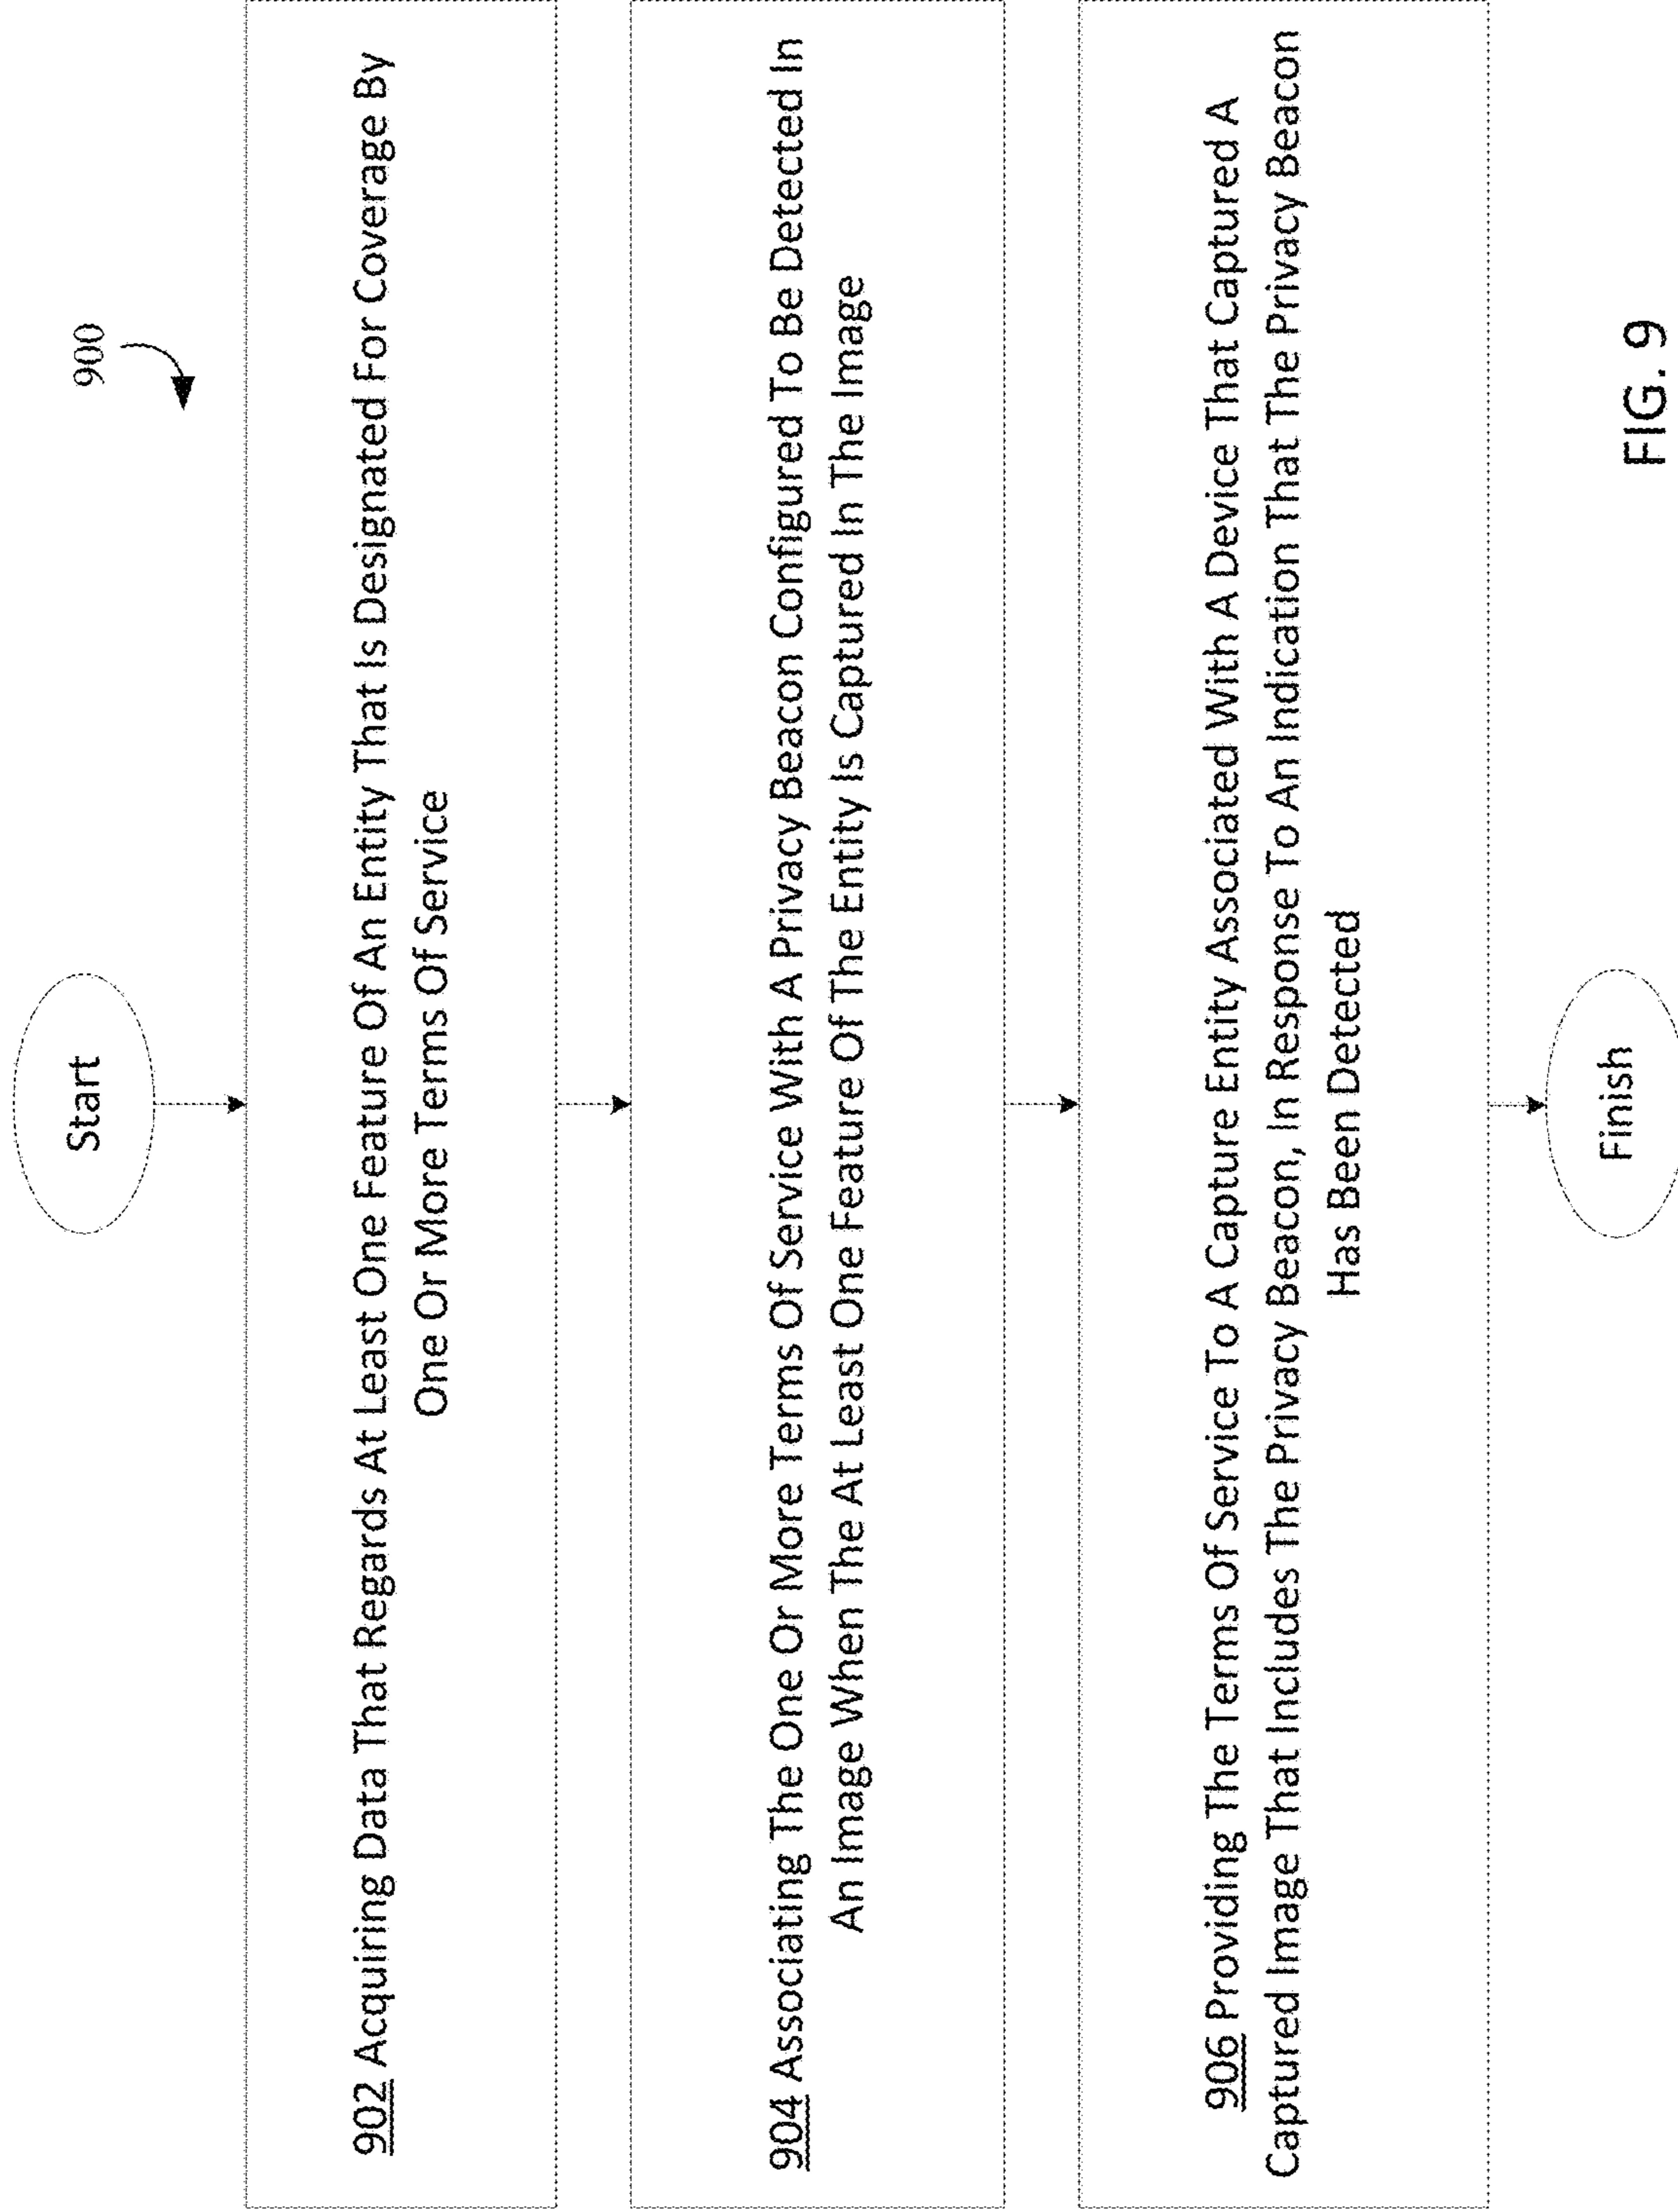 900
Start
902 Acquiring Data That Regards At Least One Feature Of An Entity That Is Designated For Coverage By
One Or More Terms Of Service
904 Associating The One Or More Terms Of Service With A Privacy Beacon Configured To Be Detected In
An Image When The At Least One Feature Of The Entity Is Captured In The Image
906 Providing The Terms Of Service To A Capture Entity Associated With A Device That Captured A
Captured Image That Includes The Privacy Beacon, In Response To An Indication That The Privacy Beacon
Has Been Detected
Finish
FIG. 9